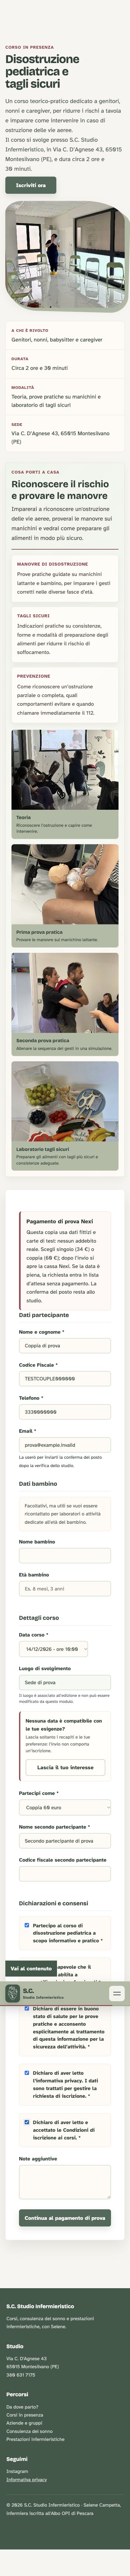 CORSO IN PRESENZA
Disostruzione
pediatrica e
tagli sicuri
Un corso teorico-pratico dedicato a genitori,
nonni e caregiver, per ridurre i rischi a tavola
e imparare come intervenire in caso di
ostruzione delle vie aeree.
Il corso si svolge presso S.C. Studio
Infermieristico, in Via C. D'Agnese 43, 65015
Montesilvano (PE), e dura circa 2 ore e
30 minuti.
Iscriviti ora
A CHI È RIVOLTO
Genitori, nonni, babysitter e caregiver
DURATA
Circa 2 ore e 30 minuti
MODALITÀ
Teoria, prove pratiche su manichini e
laboratorio di tagli sicuri
SEDE
Via C. D'Agnese 43, 65015 Montesilvano
(PE)
COSA PORTI A CASA
Riconoscere il rischio
e provare le manovre
Imparerai a riconoscere un'ostruzione
delle vie aeree, proverai le manovre sui
manichini e vedrai come preparare gli
alimenti in modo più sicuro.
MANOVRE DI DISOSTRUZIONE
Prove pratiche guidate su manichini
lattante e bambino, per imparare i gesti
corretti nelle diverse fasce d'età.
TAGLI SICURI
Indicazioni pratiche su consistenze,
forme e modalità di preparazione degli
alimenti per ridurre il rischio di
soffocamento.
PREVENZIONE
Come riconoscere un'ostruzione
parziale o completa, quali
comportamenti evitare e quando
chiamare immediatamente il 112.
Teoria
Riconoscere l'ostruzione e capire come
intervenire.
Prima prova pratica
Provare le manovre sul manichino lattante.
Seconda prova pratica
Allenare la sequenza dei gesti in una simulazione.
Laboratorio tagli sicuri
Preparare gli alimenti con tagli più sicuri e
consistenze adeguate.
Pagamento di prova Nexi
Questa copia usa dati fittizi e
carte di test: nessun addebito
reale. Scegli singolo (34 €) o
coppia (60 €); dopo l'invio si
apre la cassa Nexi. Se la data è
piena, la richiesta entra in lista
d'attesa senza pagamento. La
conferma del posto resta allo
studio.
Dati partecipante
Nome e cognome *
Coppia di prova
Codice Fiscale *
TESTCOUPLE000000
Telefono *
3330000000
Email *
prova@example.invalid
La useró per inviarti la conferma del posto
dopo la verifica dello studio.
Dati bambino
Facoltativi, ma utili se vuoi essere
ricontattato per laboratori o attività
dedicate all'età del bambino.
Nome bambino
Età bambino
Es. 8 mesi, 3 anni
Dettagli corso
Data corso *
14/12/2026 - ore 10:00
Luogo di svolgimento
Sede di prova
Il luogo è associato all'edizione e non può essere
modificato da questo modulo.
Nessuna data è compatibile con
le tue esigenze?
Lascia soltanto i recapiti e le tue
preferenze: l'invio non comporta
un'iscrizione.
Lascia il tuo interesse
Partecipi come *
Coppia 60 euro
Nome secondo partecipante *
Secondo partecipante di prova
Codice fiscale secondo partecipante
Dichiarazioni e consensi
Partecipo al corso di
disostruzione pediatrica a
scopo informativo e pratico *
Vai al contenuto
S.C.
Studio Infermieristico
Dichiaro di essere in buono
stato di salute per le prove
pratiche e acconsento
esplicitamente al trattamento
di questa informazione per la
sicurezza dell'attività. *
Dichiaro di aver letto
l'informativa privacy. I dati
sono trattati per gestire la
richiesta di iscrizione. *
Dichiaro di aver letto e
accettato le Condizioni di
iscrizione ai corsi. *
Note aggiuntive
Continua al pagamento di prova
S.C. Studio Infermieristico
Corsi, consulenza del sonno e prestazioni
infermieristiche, con Selene.
Studio
Via C. D'Agnese 43
65015 Montesilvano (PE)
380 631 7175
Percorsi
Da dove parto?
Corsi in presenza
Aziende e gruppi
Consulenza del sonno
Prestazioni infermieristiche
Seguimi
Instagram
Informativa privacy
© 2026 S.C. Studio Infermieristico · Selene Campetta,
infermiera iscritta all'Albo OPI di Pescara